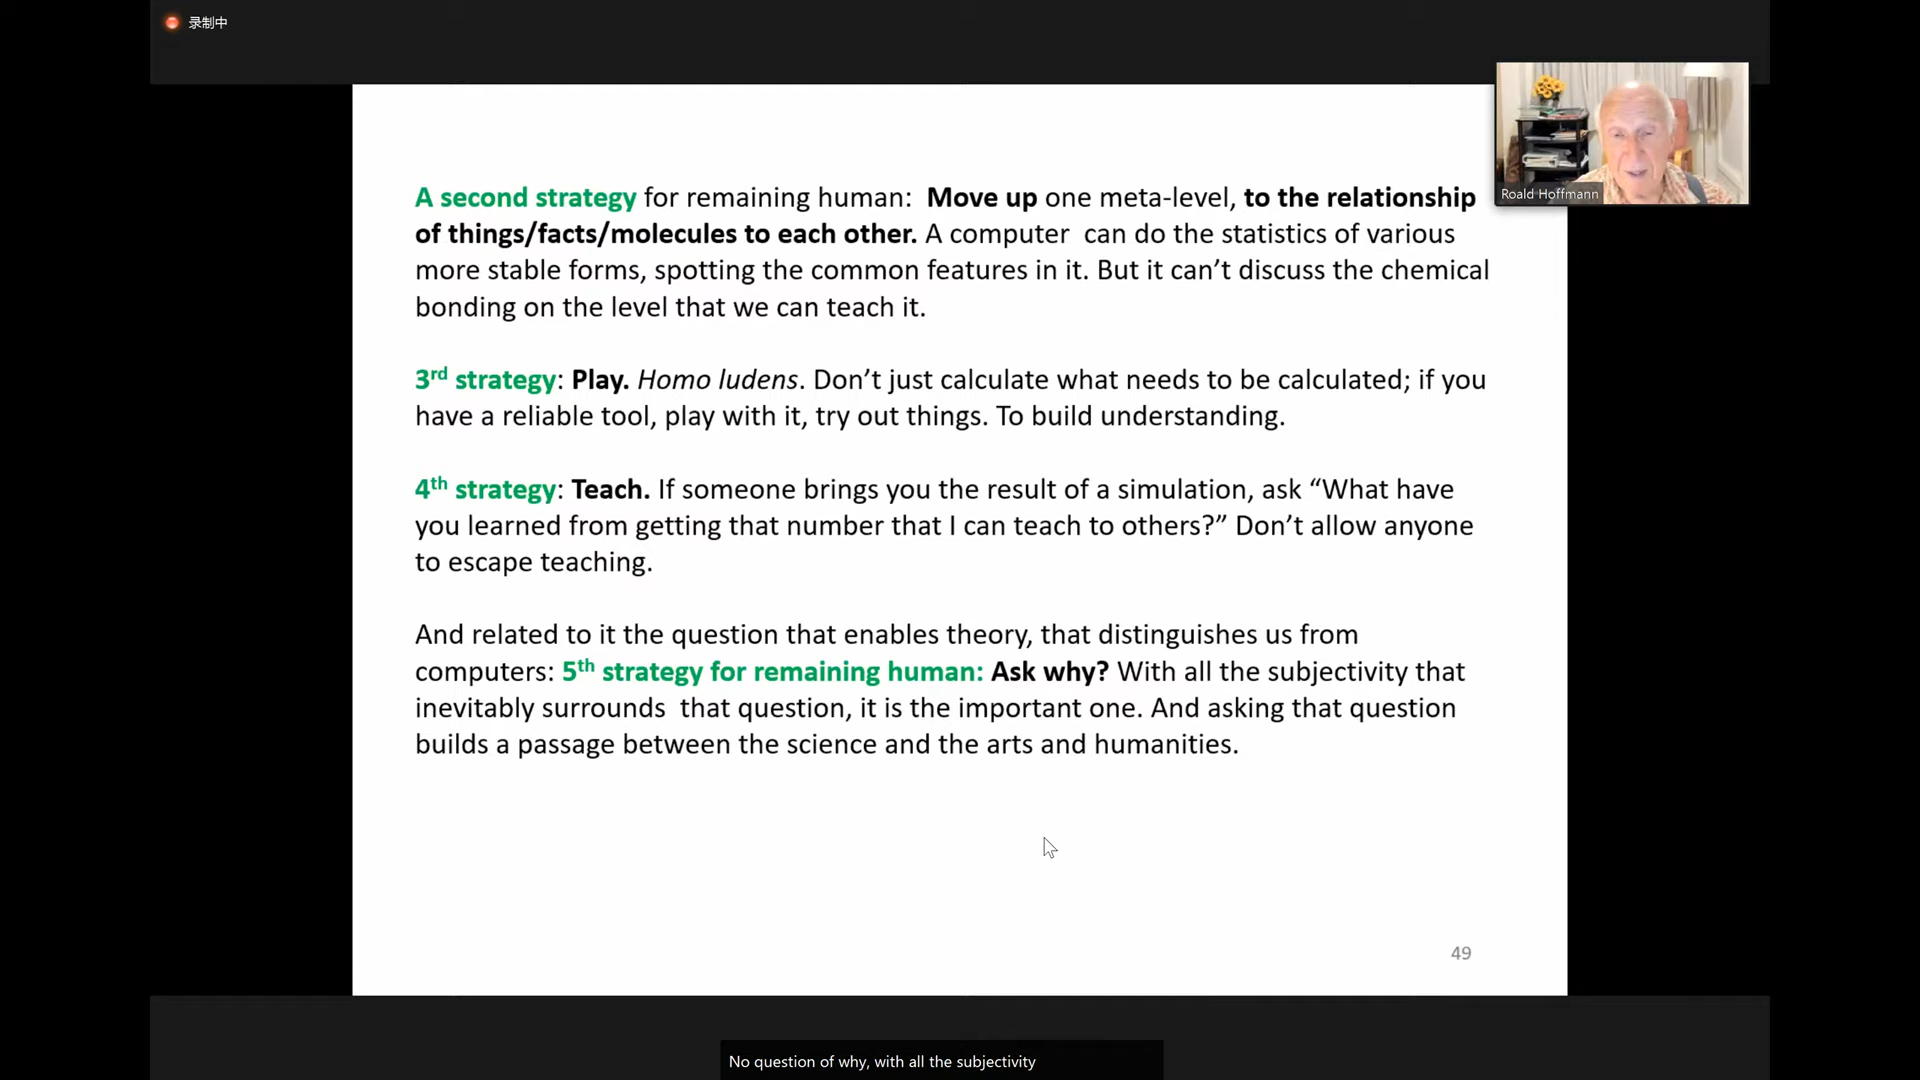 录制中
Roald Hoffmann
A second strategy for remaining human: Move up one meta-level, to the relationship
of things/facts/molecules to each other. A computer can do the statistics of various
more stable forms, spotting the common features in it. But it can’t discuss the chemical
bonding on the level that we can teach it.
3rd strategy: Play. Homo ludens. Don’t just calculate what needs to be calculated; if you
have a reliable tool, play with it, try out things. To build understanding.
4th strategy: Teach. If someone brings you the result of a simulation, ask “What have
you learned from getting that number that I can teach to others?” Don’t allow anyone
to escape teaching.
And related to it the question that enables theory, that distinguishes us from
computers: 5th strategy for remaining human: Ask why? With all the subjectivity that
inevitably surrounds that question, it is the important one. And asking that question
builds a passage between the science and the arts and humanities.
49
No question of why, with all the subjectivity